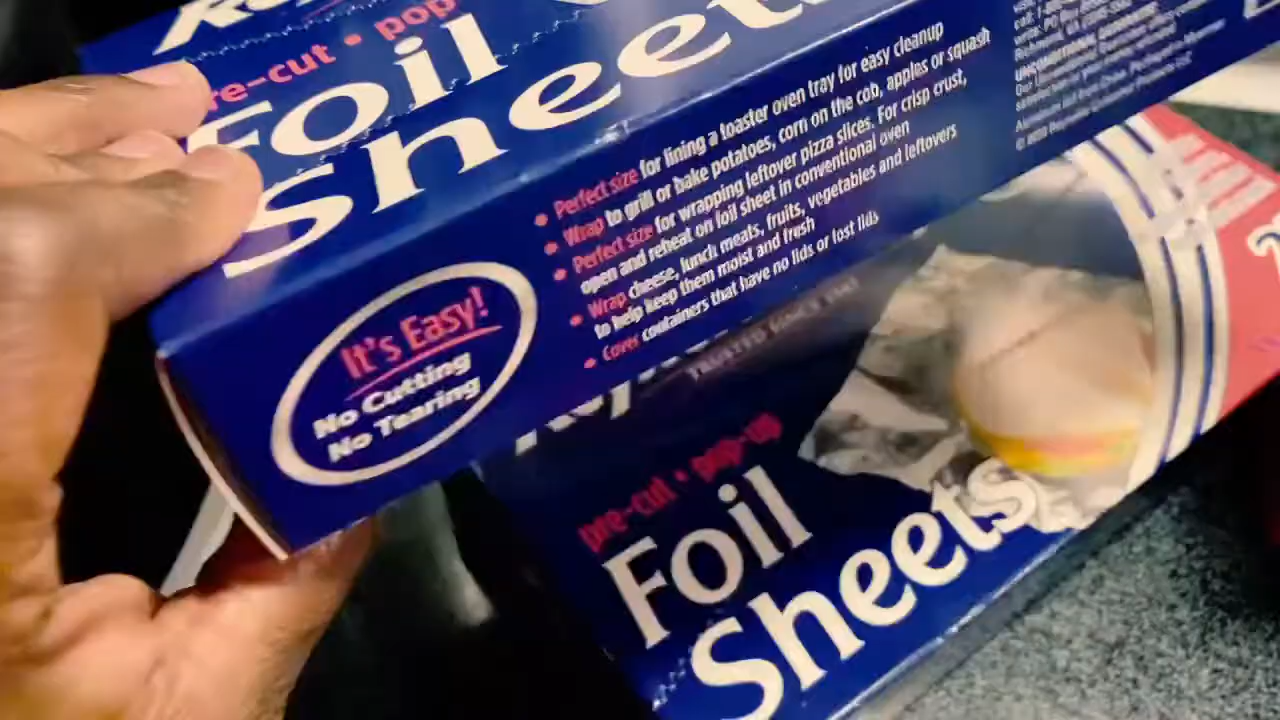 pre-cut • pop
Foil
Sheets
• Perfect size for lining a toaster oven tray for easy cleanup
• Wrap to grill or bake potatoes, corn on the cob, apples or squash
• Perfect size for wrapping leftover pizza slices. For crisp crust,
open and reheat on foil sheet in conventional oven
• Wrap cheese, lunch meats, fruits, vegetables and leftovers
to help keep them moist and fresh
• Cover containers that have no lids or lost lids
It's Easy!
No Cutting
No Tearing
TRUSTED SINCE
pre-cut • pop-up
Foil
Sheets